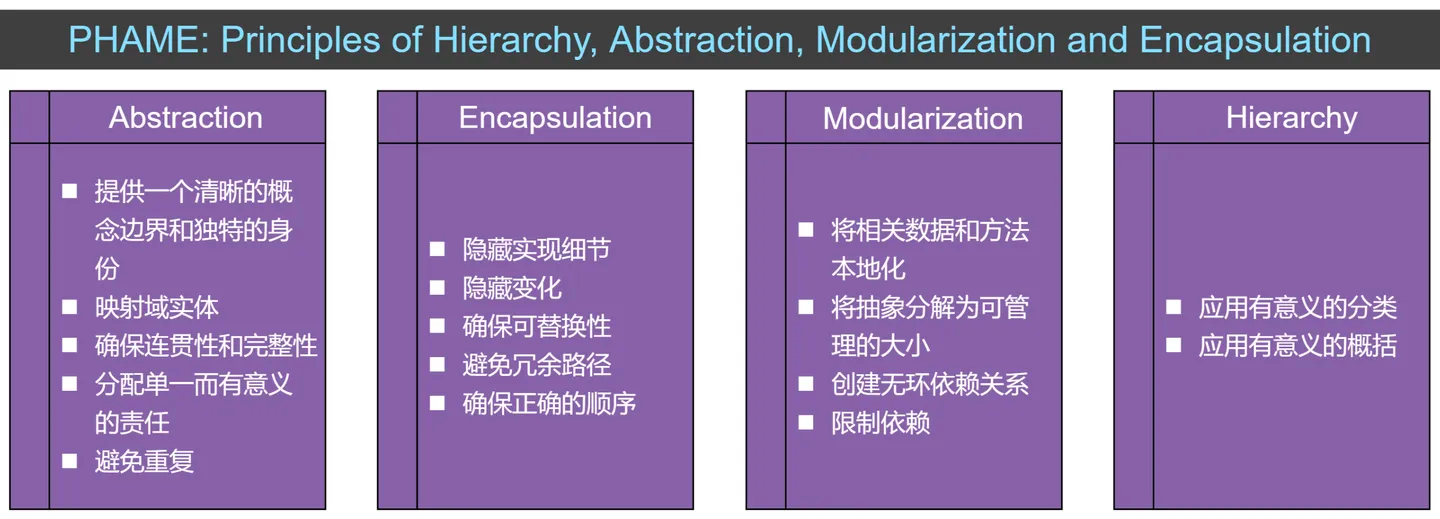 PHAME: Principles of Hierarchy, Abstraction, Modularization and Encapsulation
Abstraction
提供一个清晰的概
念边界和独特的身
份
映射域实体
确保连贯性和完整性
分配单一而有意义
的责任
避免重复
Encapsulation
隐藏实现细节
隐藏变化
确保可替换性
避免冗余路径
确保正确的顺序
Modularization
将相关数据和方法
本地化
将抽象分解为可管
理的大小
创建无环依赖关系
限制依赖
Hierarchy
应用有意义的分类
应用有意义的概括